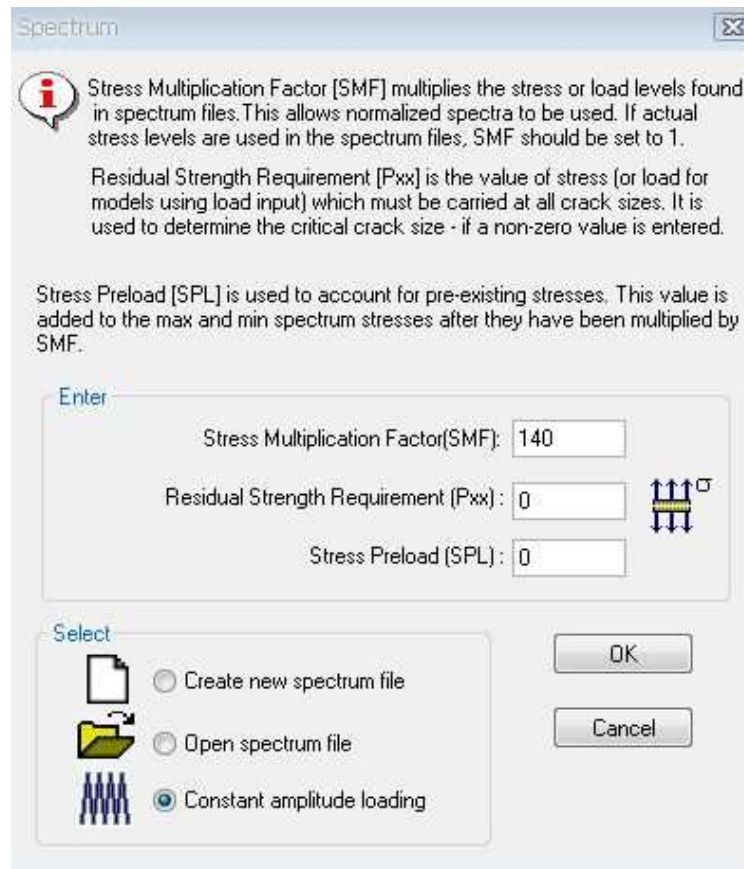 Spectrum
Stress Multiplication Factor [SMF] multiplies the stress or load levels found
in spectrum files.This allows normalized spectra to be used. If actual
stress levels are used in the spectrum files, SMF should be set to 1.
Residual Strength Requirement [Pxx] is the value of stress (or load for
models using load input) which must be carried at all crack sizes. It is
used to determine the critical crack size - if a non-zero value is entered.
Stress Preload [SPL] is used to account for pre-existing stresses. This value is
added to the max and min spectrum stresses after they have been multiplied by
SMF.
Enter
Stress Multiplication Factor(SMF): 140
Residual Strength Requirement (Pxx) : 0 σ
Stress Preload (SPL) : 0
Select
Create new spectrum file
Open spectrum file
Constant amplitude loading
OK
Cancel